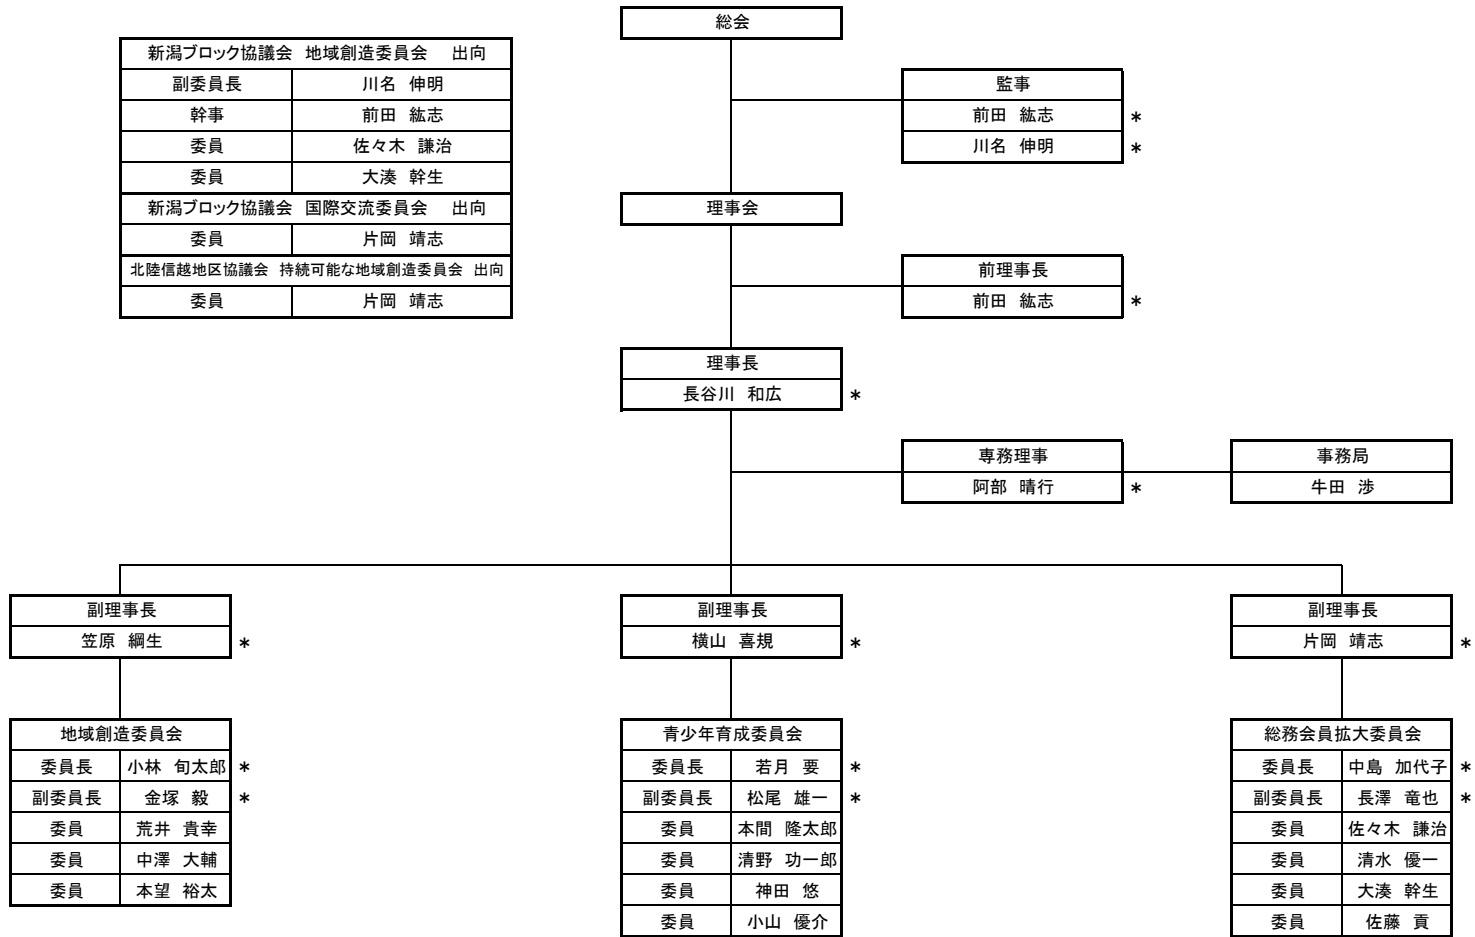 総会
新潟ブロック協議会 地域創造委員会 出向
副委員長 川名 伸明
幹事 前田 紘志
委員 佐々木 謙治
委員 大湊 幹生
新潟ブロック協議会 国際交流委員会 出向
委員 片岡 靖志
北陸信越地区協議会 持続可能な地域創造委員会 出向
委員 片岡 靖志
監事
前田 紘志 *
川名 伸明 *
理事会
前理事長
前田 紘志 *
理事長
長谷川 和広 *
専務理事
阿部 晴行 *
事務局
牛田 渉
副理事長
笠原 綱生 *
副理事長
横山 喜規 *
副理事長
片岡 靖志 *
地域創造委員会
委員長 小林 旬太郎 *
副委員長 金塚 毅 *
委員 荒井 貴幸
委員 中澤 大輔
委員 本望 裕太
青少年育成委員会
委員長 若月 要 *
副委員長 松尾 雄一 *
委員 本間 隆太郎
委員 清野 功一郎
委員 神田 悠
委員 小山 優介
総務会員拡大委員会
委員長 中島 加代子 *
副委員長 長澤 竜也 *
委員 佐々木 謙治
委員 清水 優一
委員 大湊 幹生
委員 佐藤 貢